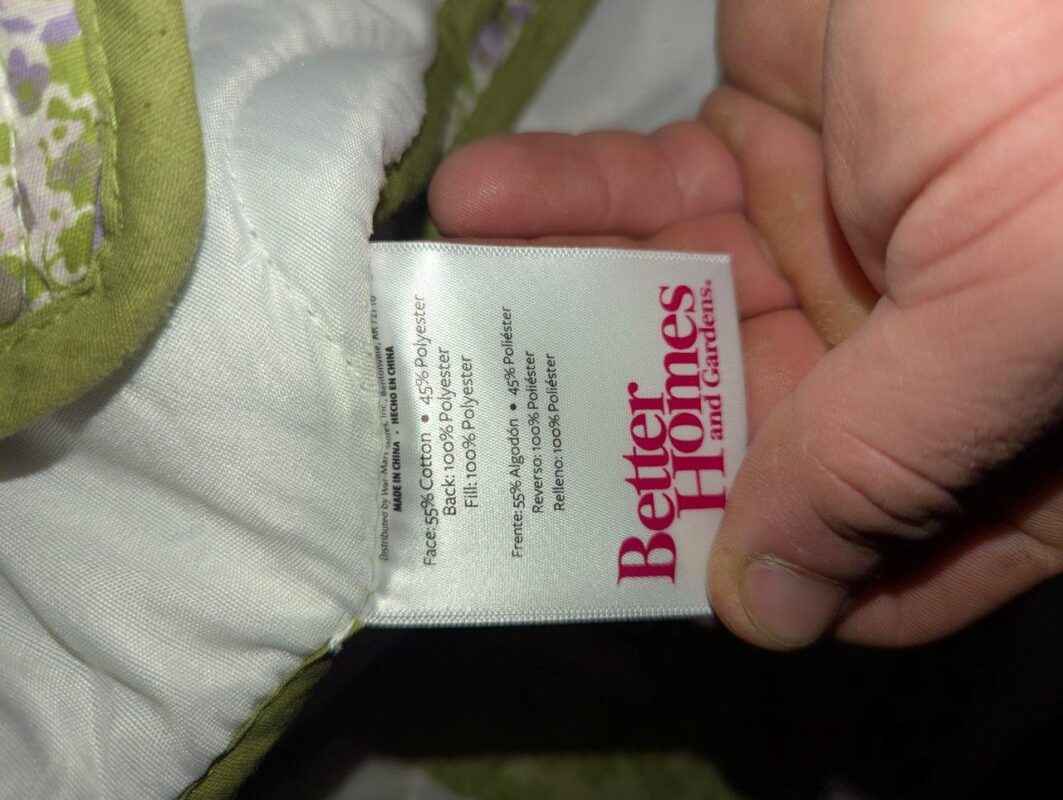 Better
Homes
and Gardens®
Frente: 55% Algodón • 45% Poliéster
Reverso: 100% Poliéster
Relleno: 100% Poliéster
Face: 55% Cotton • 45% Polyester
Back: 100% Polyester
Fill: 100% Polyester
MADE IN CHINA • HECHO EN CHINA
Distributed by Wal-Mart Stores, Inc., Bentonville, AR